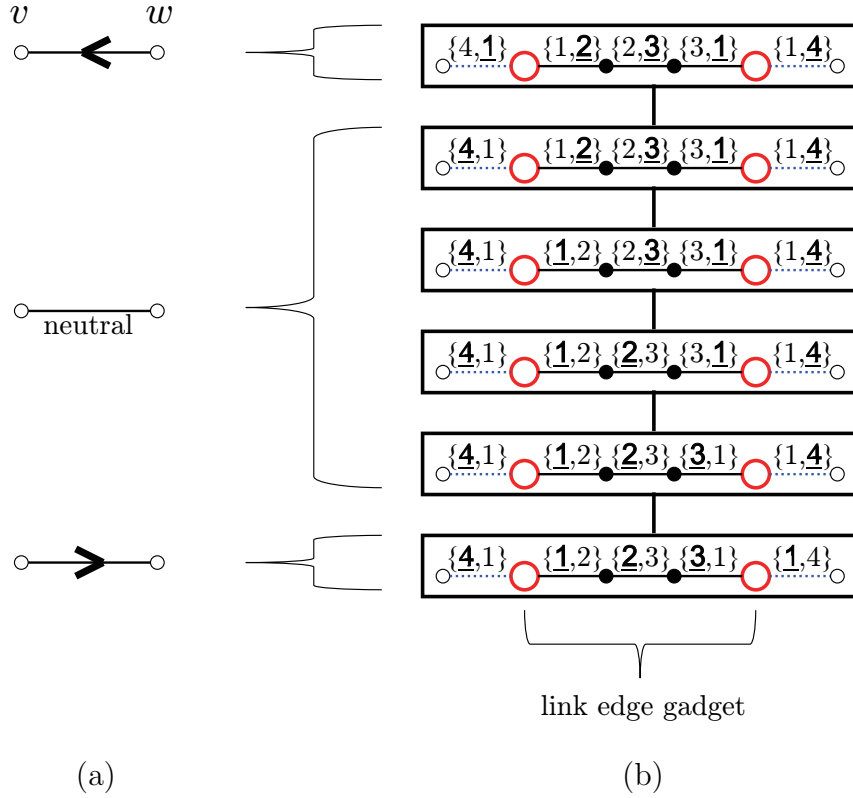 v w
{4,1} {1,2} {2,3} {3,1} {1,4}
{4,1} {1,2} {2,3} {3,1} {1,4}
{4,1} {1,2} {2,3} {3,1} {1,4}
neutral
{4,1} {1,2} {2,3} {3,1} {1,4}
{4,1} {1,2} {2,3} {3,1} {1,4}
{4,1} {1,2} {2,3} {3,1} {1,4}
link edge gadget
(a) (b)